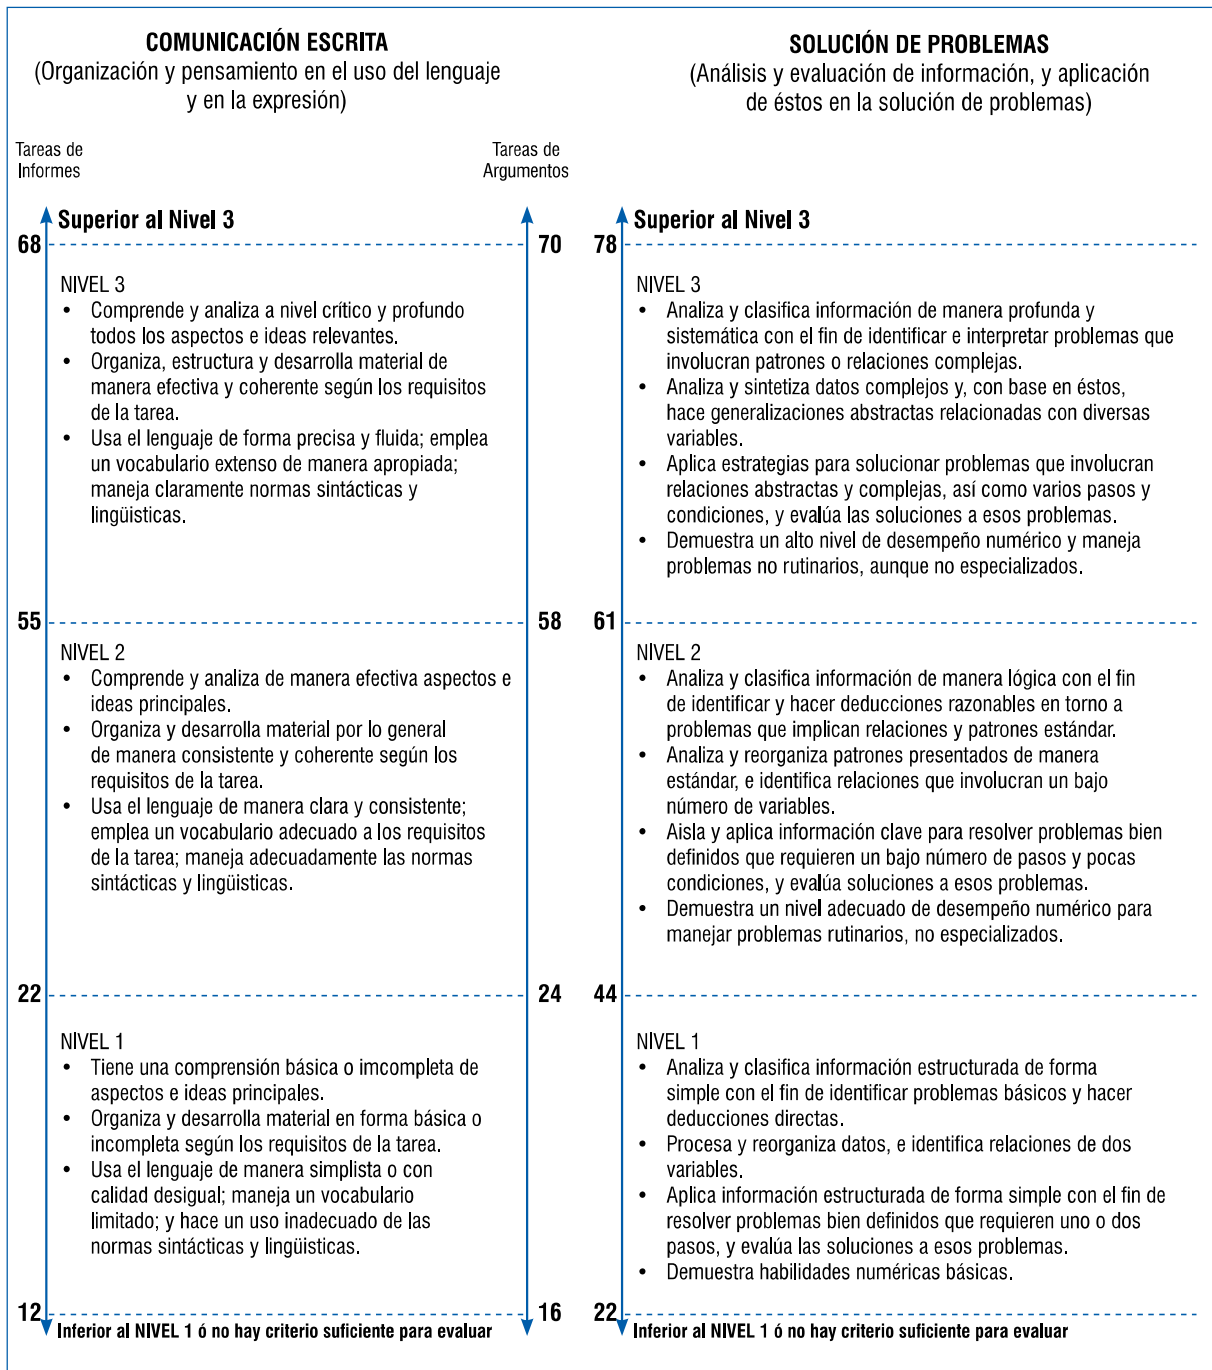 COMUNICACIÓN ESCRITA
(Organización y pensamiento en el uso del lenguaje
y en la expresión)
Tareas de
Informes
Tareas de
Argumentos
Superior al Nivel 3
68
70
NIVEL 3
• Comprende y analiza a nivel crítico y profundo
todos los aspectos e ideas relevantes.
• Organiza, estructura y desarrolla material de
manera efectiva y coherente según los requisitos
de la tarea.
• Usa el lenguaje de forma precisa y fluida; emplea
un vocabulario extenso de manera apropiada;
maneja claramente normas sintácticas y
lingüisticas.
55
58
NIVEL 2
• Comprende y analiza de manera efectiva aspectos e
ideas principales.
• Organiza y desarrolla material por lo general
de manera consistente y coherente según los
requisitos de la tarea.
• Usa el lenguaje de manera clara y consistente;
emplea un vocabulario adecuado a los requisitos
de la tarea; maneja adecuadamente las normas
sintácticas y lingüisticas.
22
24
NIVEL 1
• Tiene una comprensión básica o imcompleta de
aspectos e ideas principales.
• Organiza y desarrolla material en forma básica o
incompleta según los requisitos de la tarea.
• Usa el lenguaje de manera simplista o con
calidad desigual; maneja un vocabulario
limitado; y hace un uso inadecuado de las
normas sintácticas y lingüisticas.
12
16
Inferior al NIVEL 1 ó no hay criterio suficiente para evaluar
SOLUCIÓN DE PROBLEMAS
(Análisis y evaluación de información, y aplicación
de éstos en la solución de problemas)
Superior al Nivel 3
78
NIVEL 3
• Analiza y clasifica información de manera profunda y
sistemática con el fin de identificar e interpretar problemas que
involucran patrones o relaciones complejas.
• Analiza y sintetiza datos complejos y, con base en éstos,
hace generalizaciones abstractas relacionadas con diversas
variables.
• Aplica estrategias para solucionar problemas que involucran
relaciones abstractas y complejas, así como varios pasos y
condiciones, y evalúa las soluciones a esos problemas.
• Demuestra un alto nivel de desempeño numérico y maneja
problemas no rutinarios, aunque no especializados.
61
NIVEL 2
• Analiza y clasifica información de manera lógica con el fin
de identificar y hacer deducciones razonables en torno a
problemas que implican relaciones y patrones estándar.
• Analiza y reorganiza patrones presentados de manera
estándar, e identifica relaciones que involucran un bajo
número de variables.
• Aisla y aplica información clave para resolver problemas bien
definidos que requieren un bajo número de pasos y pocas
condiciones, y evalúa soluciones a esos problemas.
• Demuestra un nivel adecuado de desempeño numérico para
manejar problemas rutinarios, no especializados.
44
NIVEL 1
• Analiza y clasifica información estructurada de forma
simple con el fin de identificar problemas básicos y hacer
deducciones directas.
• Procesa y reorganiza datos, e identifica relaciones de dos
variables.
• Aplica información estructurada de forma simple con el fin de
resolver problemas bien definidos que requieren uno o dos
pasos, y evalúa las soluciones a esos problemas.
• Demuestra habilidades numéricas básicas.
22
Inferior al NIVEL 1 ó no hay criterio suficiente para evaluar